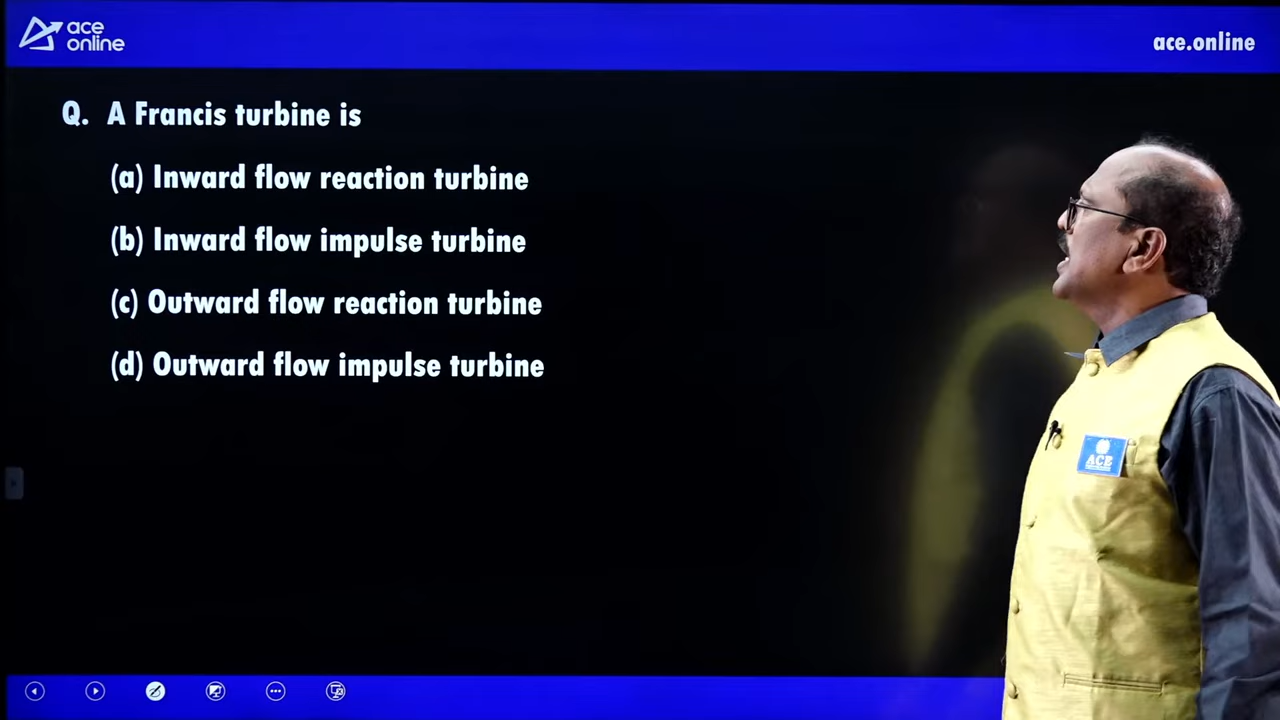 ace
online
ace.online
Q. A Francis turbine is
(a) Inward flow reaction turbine
(b) Inward flow impulse turbine
(c) Outward flow reaction turbine
(d) Outward flow impulse turbine
ACE